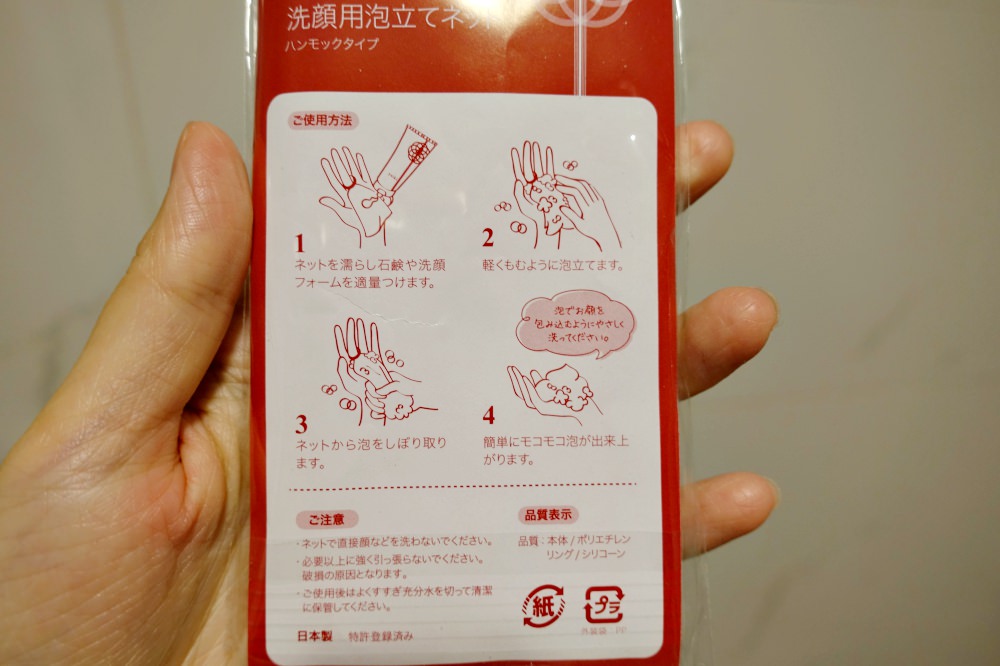 洗顔用泡立てネット
ハンモックタイプ
ご使用方法
1
ネットを濡らし石鹸や洗顔
フォームを適量つけます。
2
軽くもむように泡立てます。
3
ネットから泡をしぼり取り
ます。
泡でお顔を
包み込むようにやさしく
洗ってください。
4
簡単にモコモコ泡が出来上
がります。
ご注意
・ネットで直接顔などを洗わないでください。
・必要以上に強く引っ張らないでください。
破損の原因となります。
・ご使用後はよくすすぎ充分水を切って清潔
に保管してください。
日本製 特許登録済み
品質表示
品質：本体 / ポリエチレン
リング / シリコーン
紙
プラ
外装袋 PP